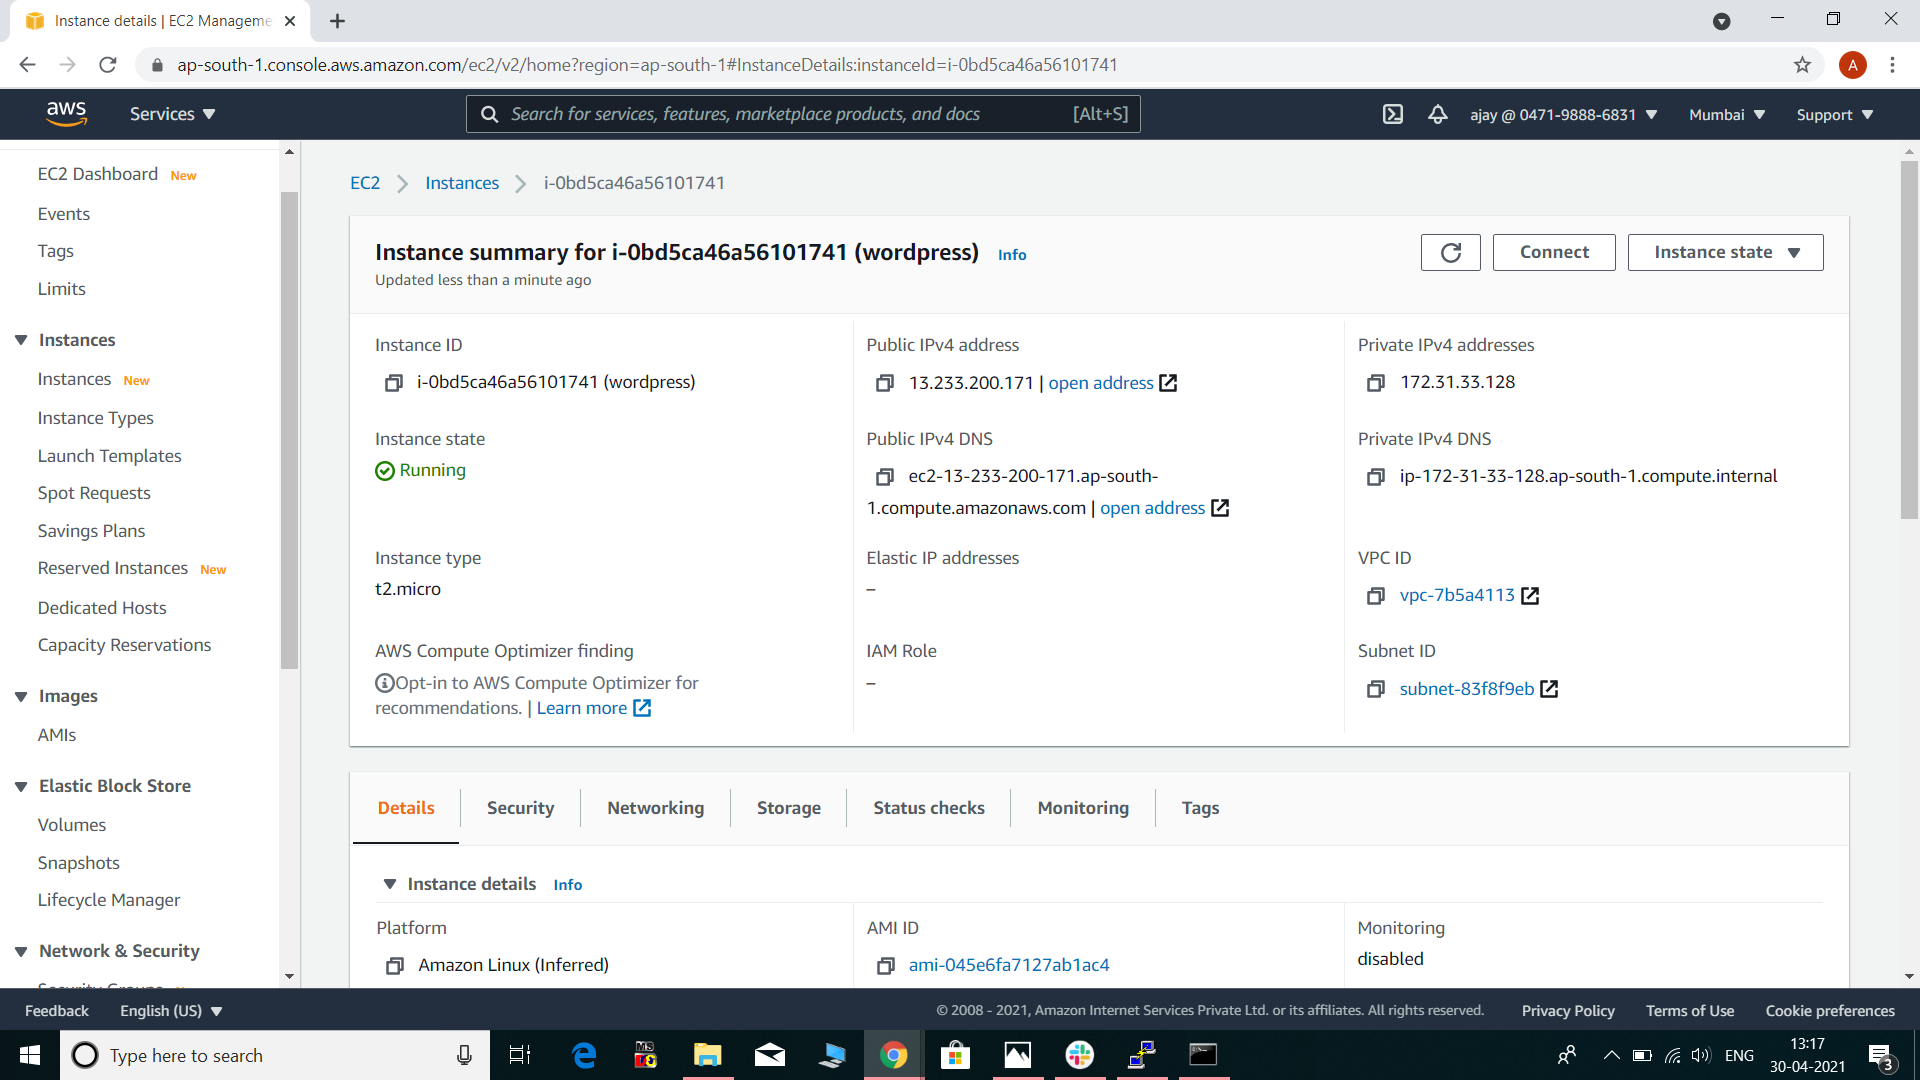 Instance details | EC2 Manageme
ap-south-1.console.aws.amazon.com/ec2/v2/home?region=ap-south-1#InstanceDetails:instanceId=i-0bd5ca46a56101741
A
aws
Services
Search for services, features, marketplace products, and docs
[Alt+S]
ajay @ 0471-9888-6831
Mumbai
Support
EC2 Dashboard New
Events
Tags
Limits
Instances
Instances New
Instance Types
Launch Templates
Spot Requests
Savings Plans
Reserved Instances New
Dedicated Hosts
Capacity Reservations
Images
AMIs
Elastic Block Store
Volumes
Snapshots
Lifecycle Manager
Network & Security
EC2
Instances
i-0bd5ca46a56101741
Instance summary for i-0bd5ca46a56101741 (wordpress) Info
Updated less than a minute ago
Connect
Instance state
Instance ID
i-0bd5ca46a56101741 (wordpress)
Public IPv4 address
13.233.200.171 | open address
Private IPv4 addresses
172.31.33.128
Instance state
Running
Public IPv4 DNS
ec2-13-233-200-171.ap-south-
1.compute.amazonaws.com | open address
Private IPv4 DNS
ip-172-31-33-128.ap-south-1.compute.internal
Instance type
t2.micro
Elastic IP addresses
–
VPC ID
vpc-7b5a4113
AWS Compute Optimizer finding
Opt-in to AWS Compute Optimizer for
recommendations. | Learn more
IAM Role
–
Subnet ID
subnet-83f8f9eb
Details
Security
Networking
Storage
Status checks
Monitoring
Tags
Instance details Info
Platform
Amazon Linux (Inferred)
AMI ID
ami-045e6fa7127ab1ac4
Monitoring
disabled
Feedback
English (US)
© 2008 - 2021, Amazon Internet Services Private Ltd. or its affiliates. All rights reserved.
Privacy Policy
Terms of Use
Cookie preferences
Type here to search
ENG
13:17
30-04-2021
3